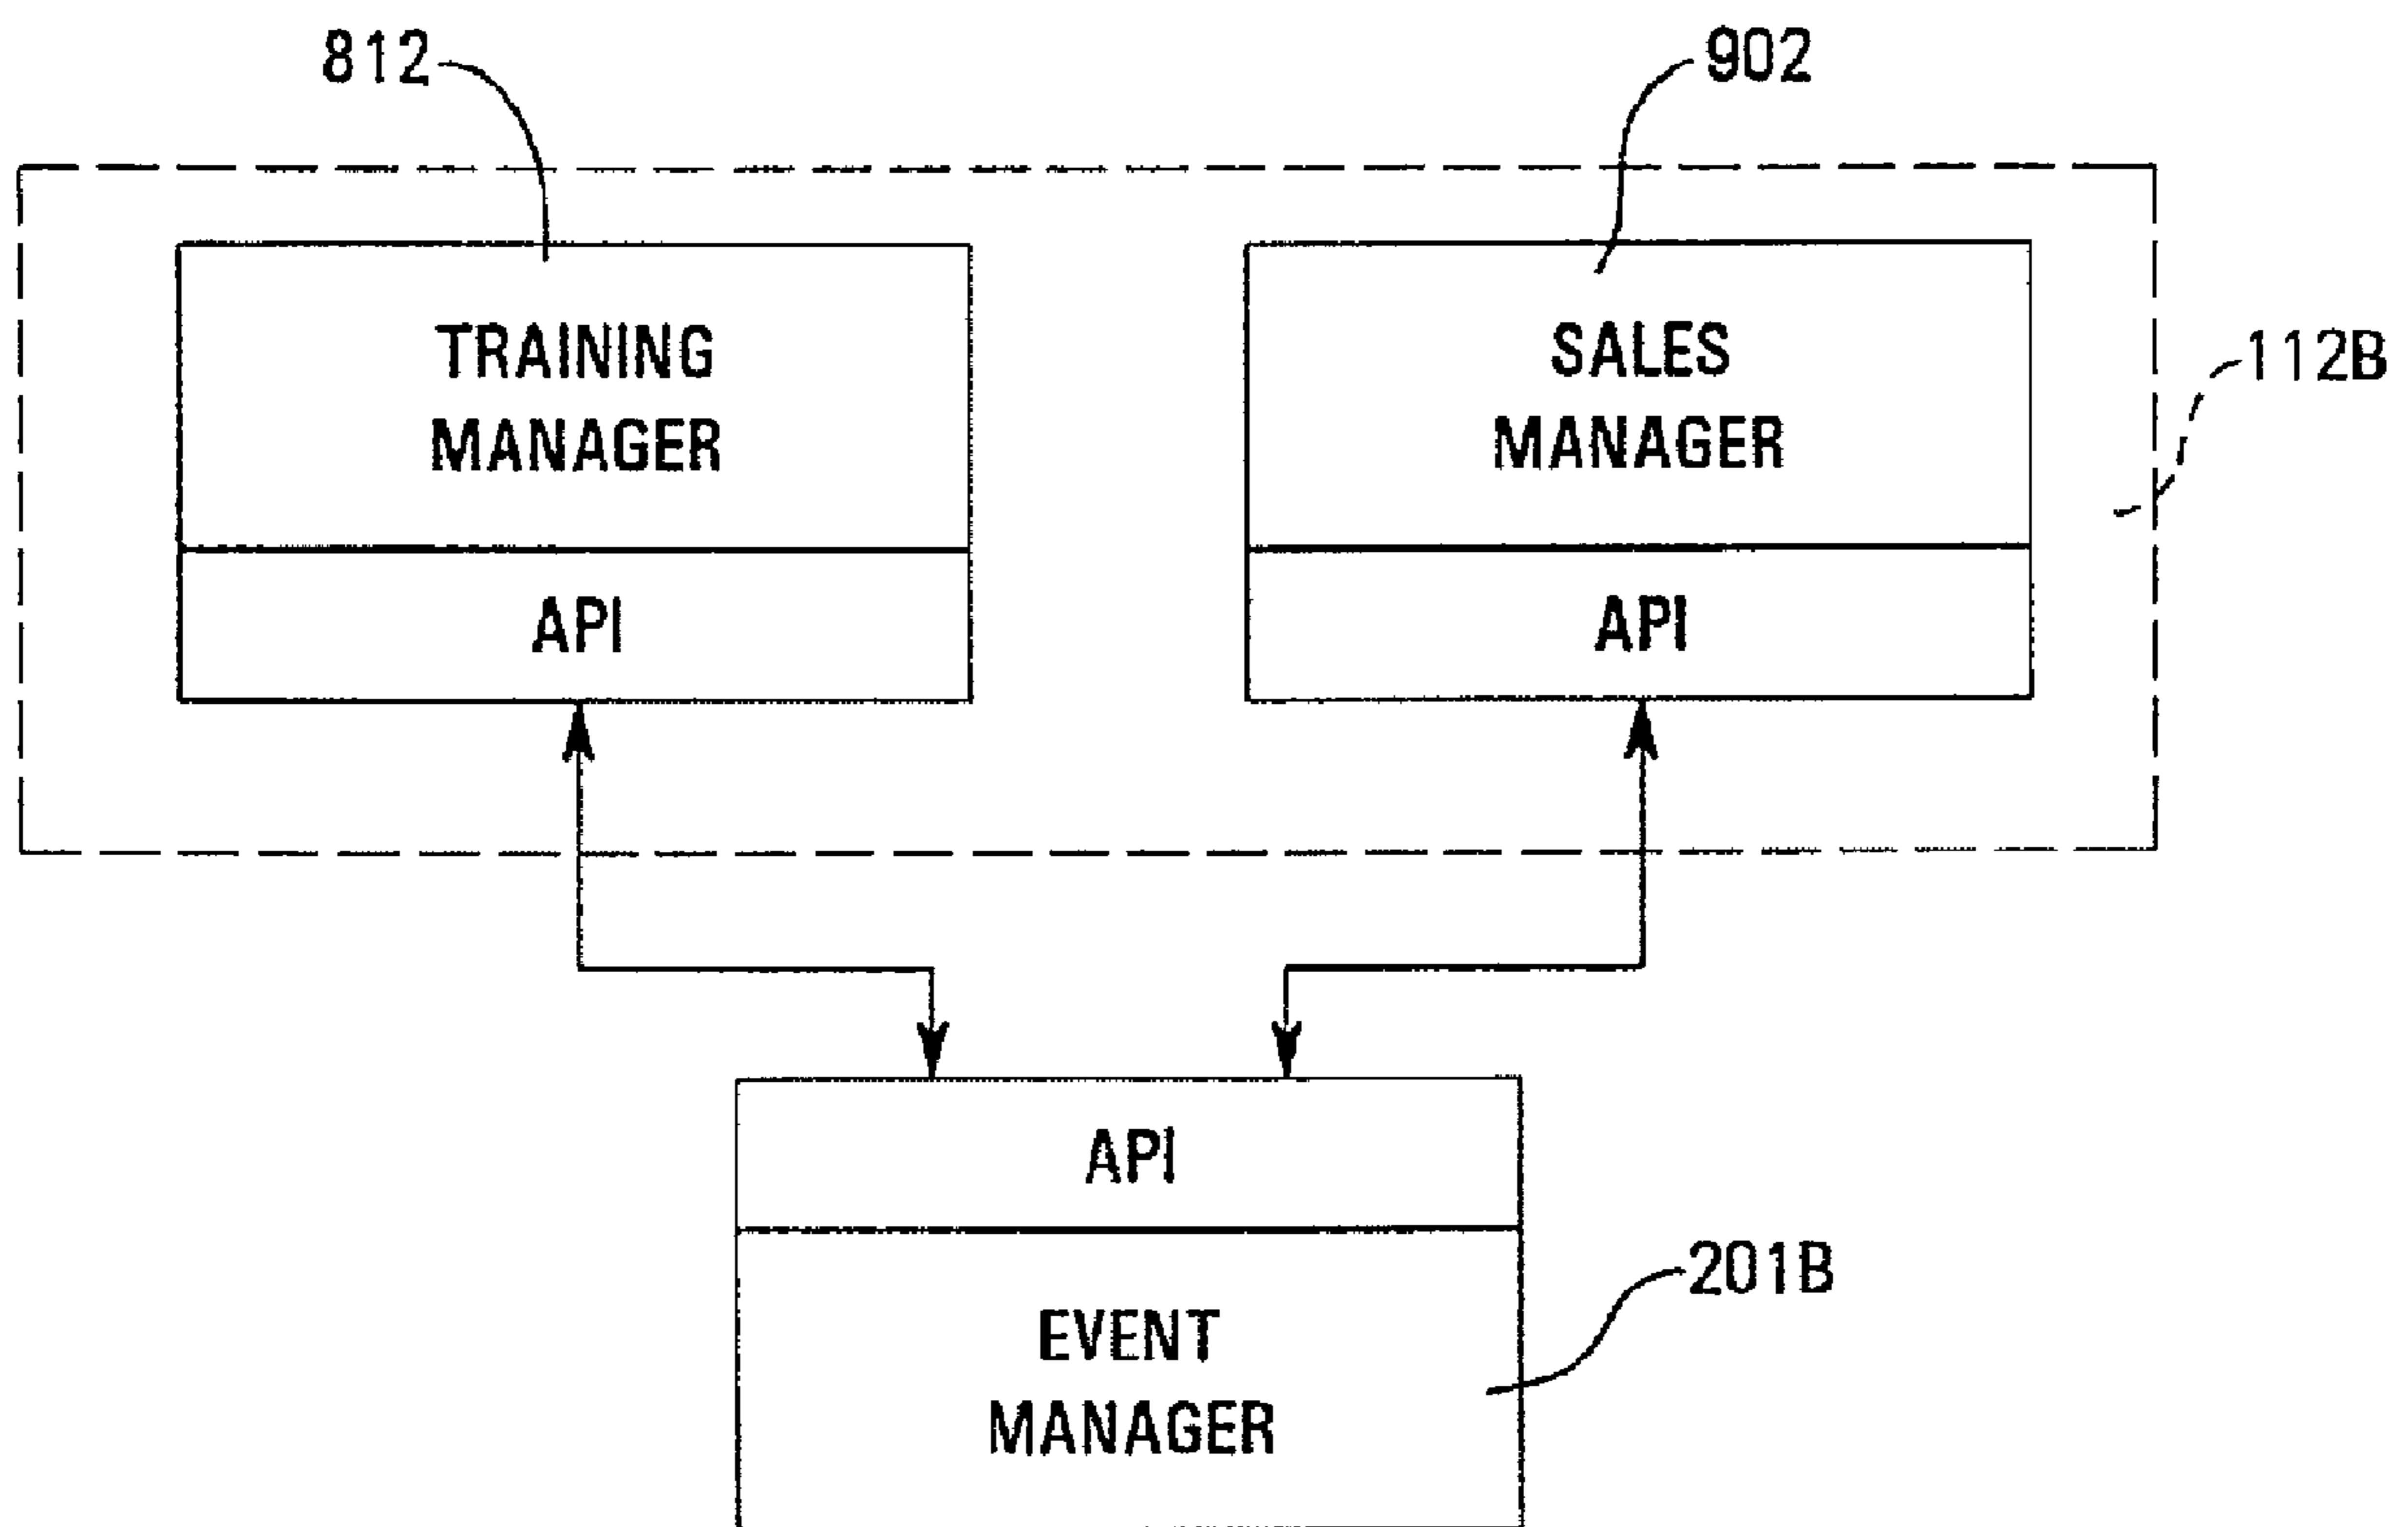 812
902
TRAINING
MANAGER
SALES
MANAGER
112B
API
API
API
EVENT
MANAGER
201B